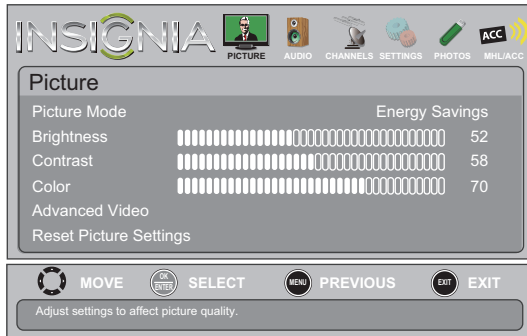 INSIGNIA
PICTURE AUDIO CHANNELS SETTINGS PHOTOS MHL/ACC
ACC
Picture
Picture Mode Energy Savings
Brightness 52
Contrast 58
Color 70
Advanced Video
Reset Picture Settings
MOVE OK ENTER SELECT MENU PREVIOUS EXIT EXIT
Adjust settings to affect picture quality.